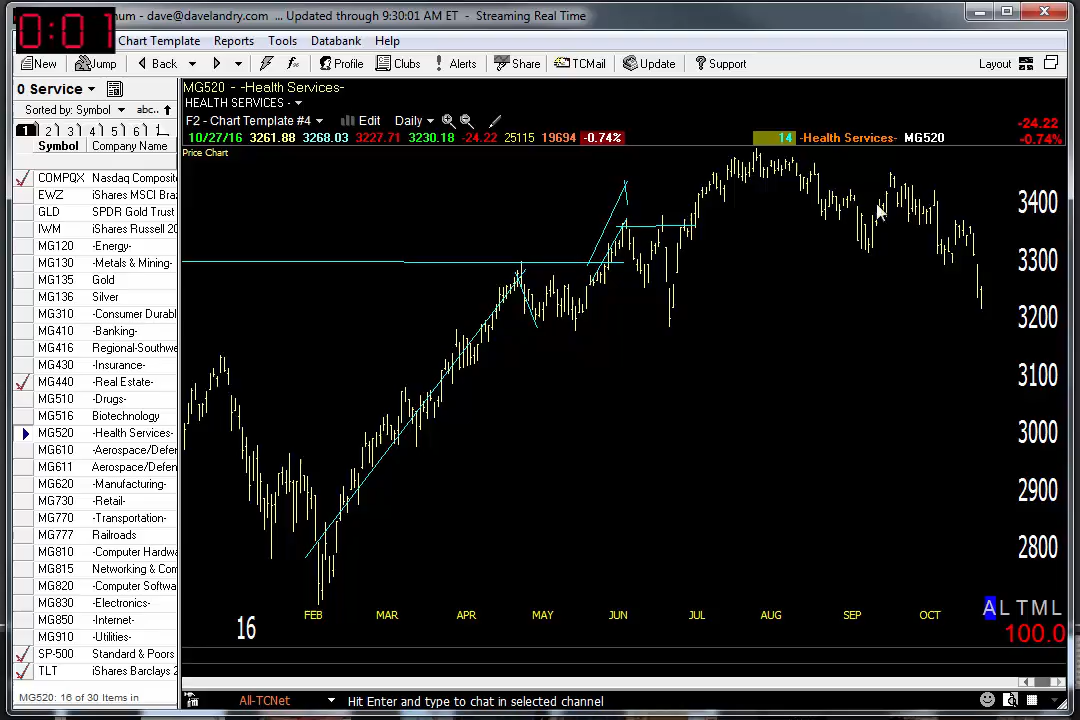 0:01
num - dave@davelandry.com ... Updated through 9:30:01 AM ET - Streaming Real Time
Chart Template Reports Tools Databank Help
New Jump Back Profile Clubs Alerts Share TCMail Update Support Layout
0 Service
Sorted by: Symbol abc..
1 2 3 4 5 6
Symbol Company Name
COMPQX Nasdaq Composite
EWZ iShares MSCI Braz
GLD SPDR Gold Trust
IWM iShares Russell 20
MG120 -Energy-
MG130 -Metals & Mining-
MG135 Gold
MG136 Silver
MG310 -Consumer Durabl
MG410 -Banking-
MG416 Regional-Southwe
MG430 -Insurance-
MG440 -Real Estate-
MG510 -Drugs-
MG516 Biotechnology
MG520 -Health Services-
MG610 -Aerospace/Defen
MG611 Aerospace/Defen
MG620 -Manufacturing-
MG730 -Retail-
MG770 -Transportation-
MG777 Railroads
MG810 -Computer Hardwa
MG815 Networking & Com
MG820 -Computer Softwa
MG830 -Electronics-
MG850 -Internet-
MG910 -Utilities-
SP-500 Standard & Poors
TLT iShares Barclays 2
MG520: 16 of 30 Items in
MG520 - -Health Services-
HEALTH SERVICES -
F2 - Chart Template #4 Edit Daily
10/27/16 3261.88 3268.03 3227.71 3230.18 -24.22 25115 19694 -0.74%
14 -Health Services- MG520
-24.22
-0.74%
Price Chart
3400
3300
3200
3100
3000
2900
2800
FEB MAR APR MAY JUN JUL AUG SEP OCT
16
A L T M L
100.0
All-TCNet Hit Enter and type to chat in selected channel